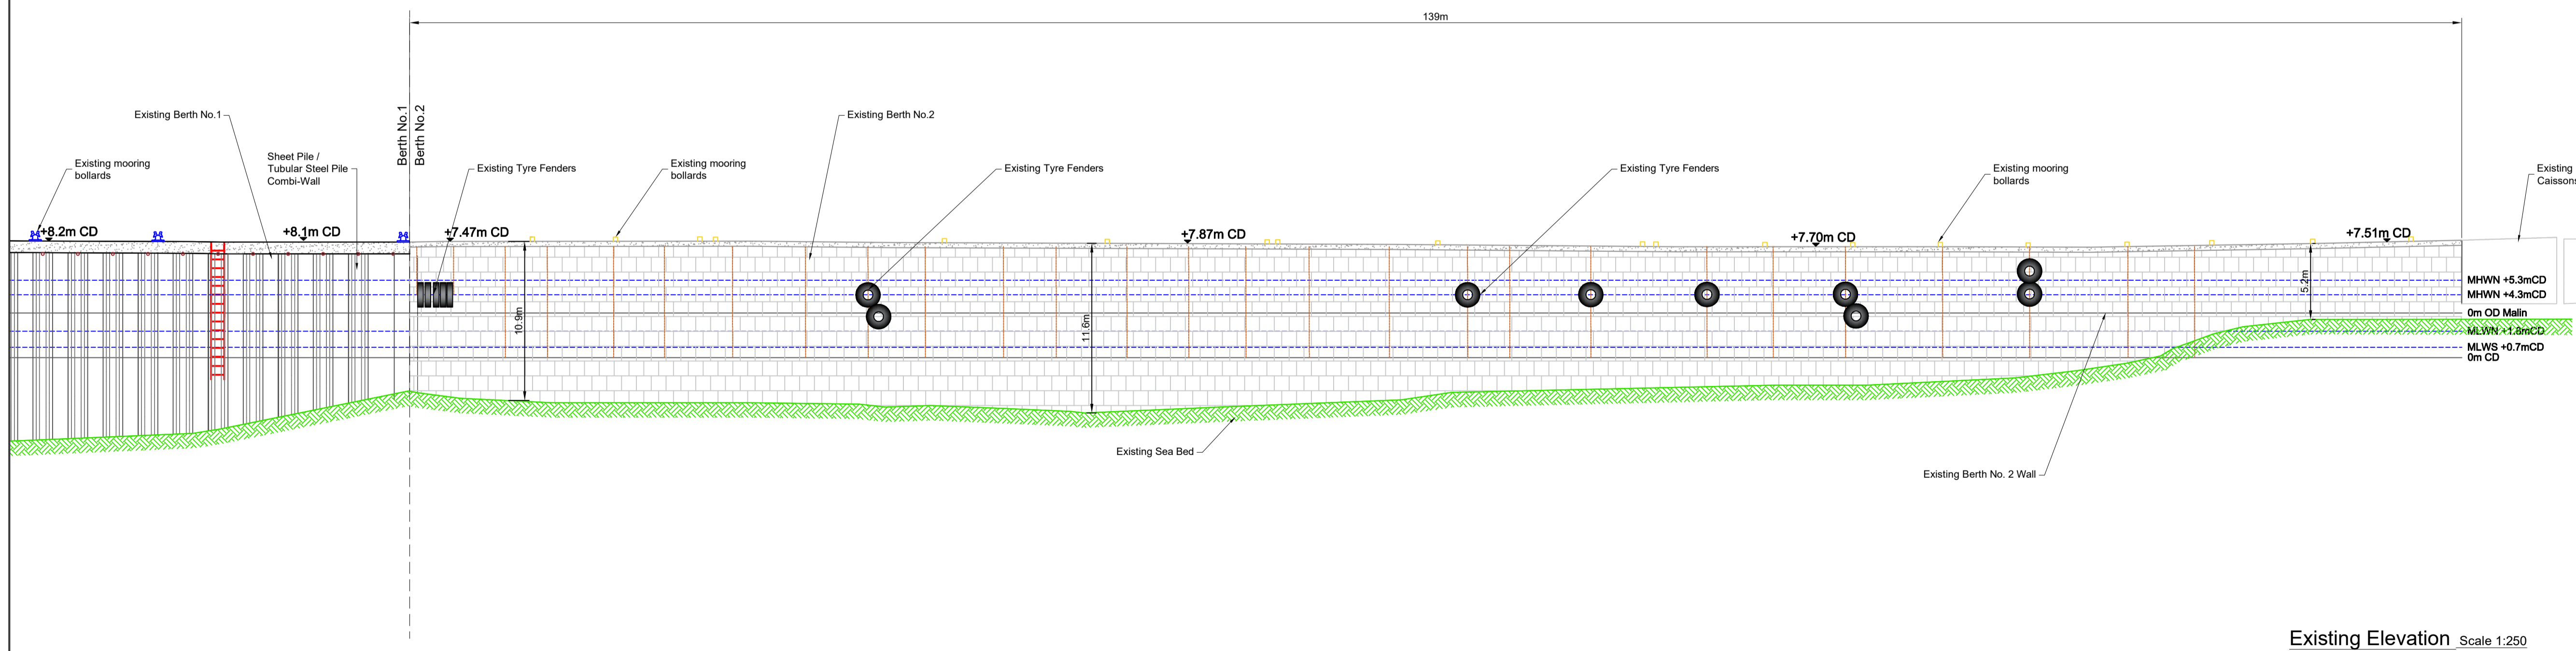 139m
Existing Berth No.1
Berth No.1
Berth No.2
Existing Berth No.2
Existing mooring
bollards
Sheet Pile /
Tubular Steel Pile
Combi-Wall
Existing Tyre Fenders
Existing mooring
bollards
Existing Tyre Fenders
Existing Tyre Fenders
Existing mooring
bollards
Existing
Caissons
+8.2m CD
+8.1m CD
+7.47m CD
+7.87m CD
+7.70m CD
+7.51m CD
10.9m
11.6m
5.2m
MHWN +5.3mCD
MHWN +4.3mCD
0m OD Malin
MLWN +1.8mCD
MLWS +0.7mCD
0m CD
Existing Sea Bed
Existing Berth No. 2 Wall
Existing Elevation Scale 1:250